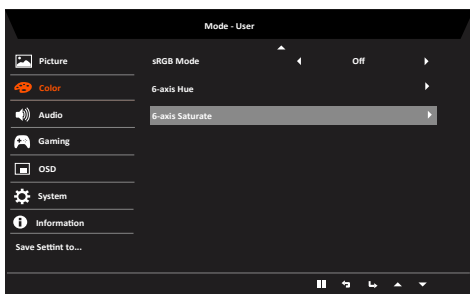 Mode - User
Picture
sRGB Mode
Off
Color
6-axis Hue
Audio
6-axis Saturate
Gaming
OSD
System
Information
Save Settint to...